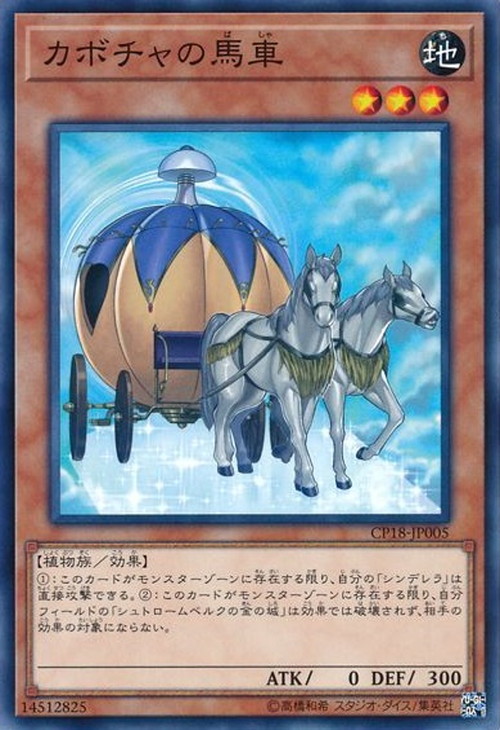 カボチャの馬車
地
CP18-JP005
【植物族/効果】
①:このカードがモンスターゾーンに存在する限り、自分の「シンデレラ」は
直接攻撃できる。②:このカードがモンスターゾーンに存在する限り、自分
フィールドの「シュトロームベルクの金の城」は効果では破壊されず、相手の
効果の対象にならない。
ATK/ 0 DEF/ 300
14512825 ©高橋和希 スタジオ・ダイス/集英社